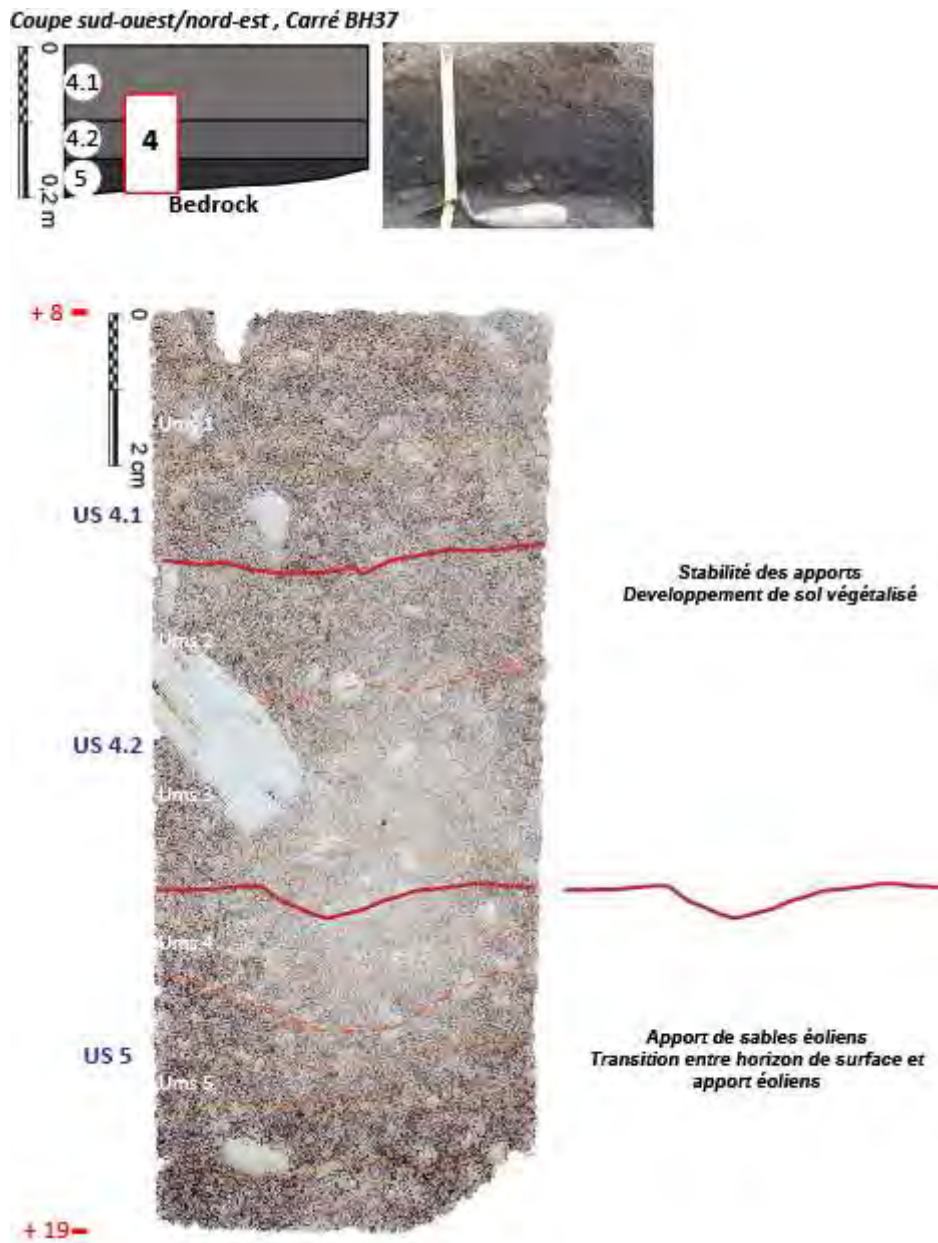 Coupe sud-ouest/nord-est , Carré BH37
0
4.1
4.2
4
5
0,2 m
Bedrock
+ 8
0
Ums 1
2 cm
US 4.1
Stabilité des apports
Developpement de sol végétalisé
Ums 2
US 4.2
Ums 3
Ums 4
US 5
Apport de sables éoliens
Transition entre horizon de surface et
apport éoliens
Ums 5
+ 19